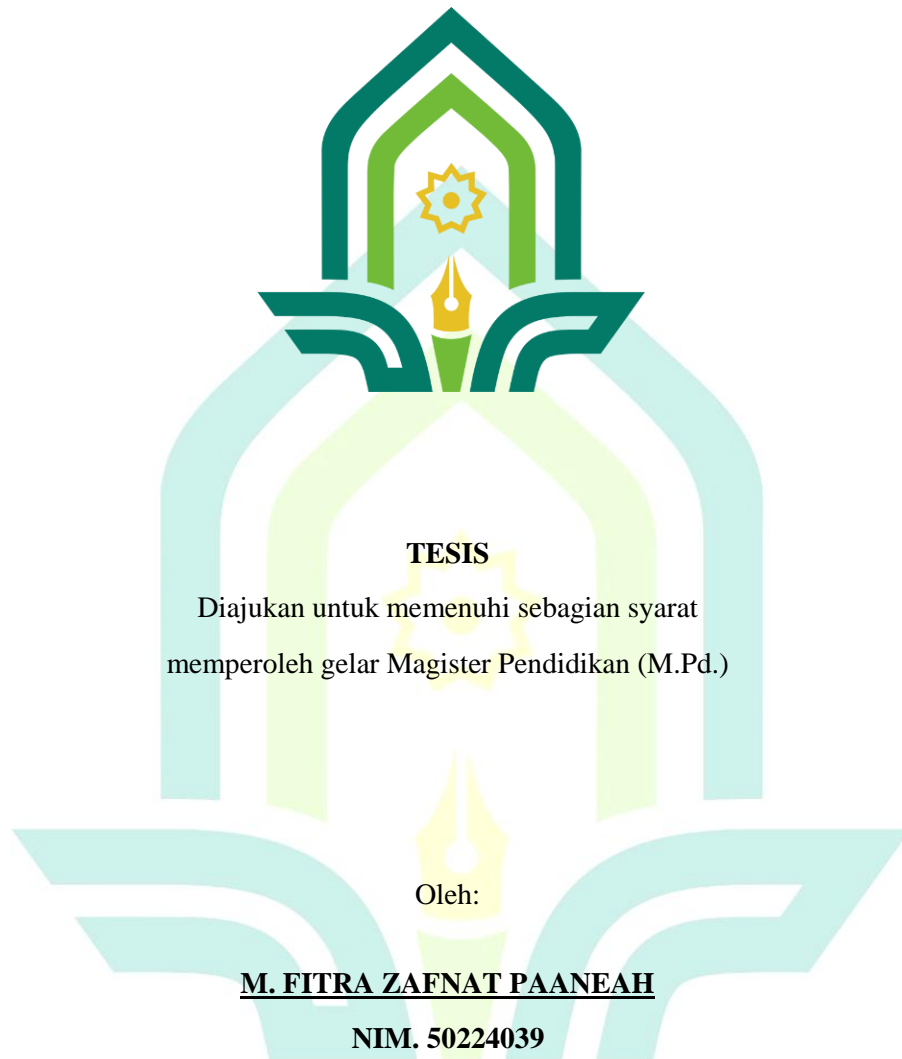 TESIS
Diajukan untuk memenuhi sebagian syarat
memperoleh gelar Magister Pendidikan (M.Pd.)
Oleh:
M. FITRA ZAFNAT PAANEAH
NIM. 50224039